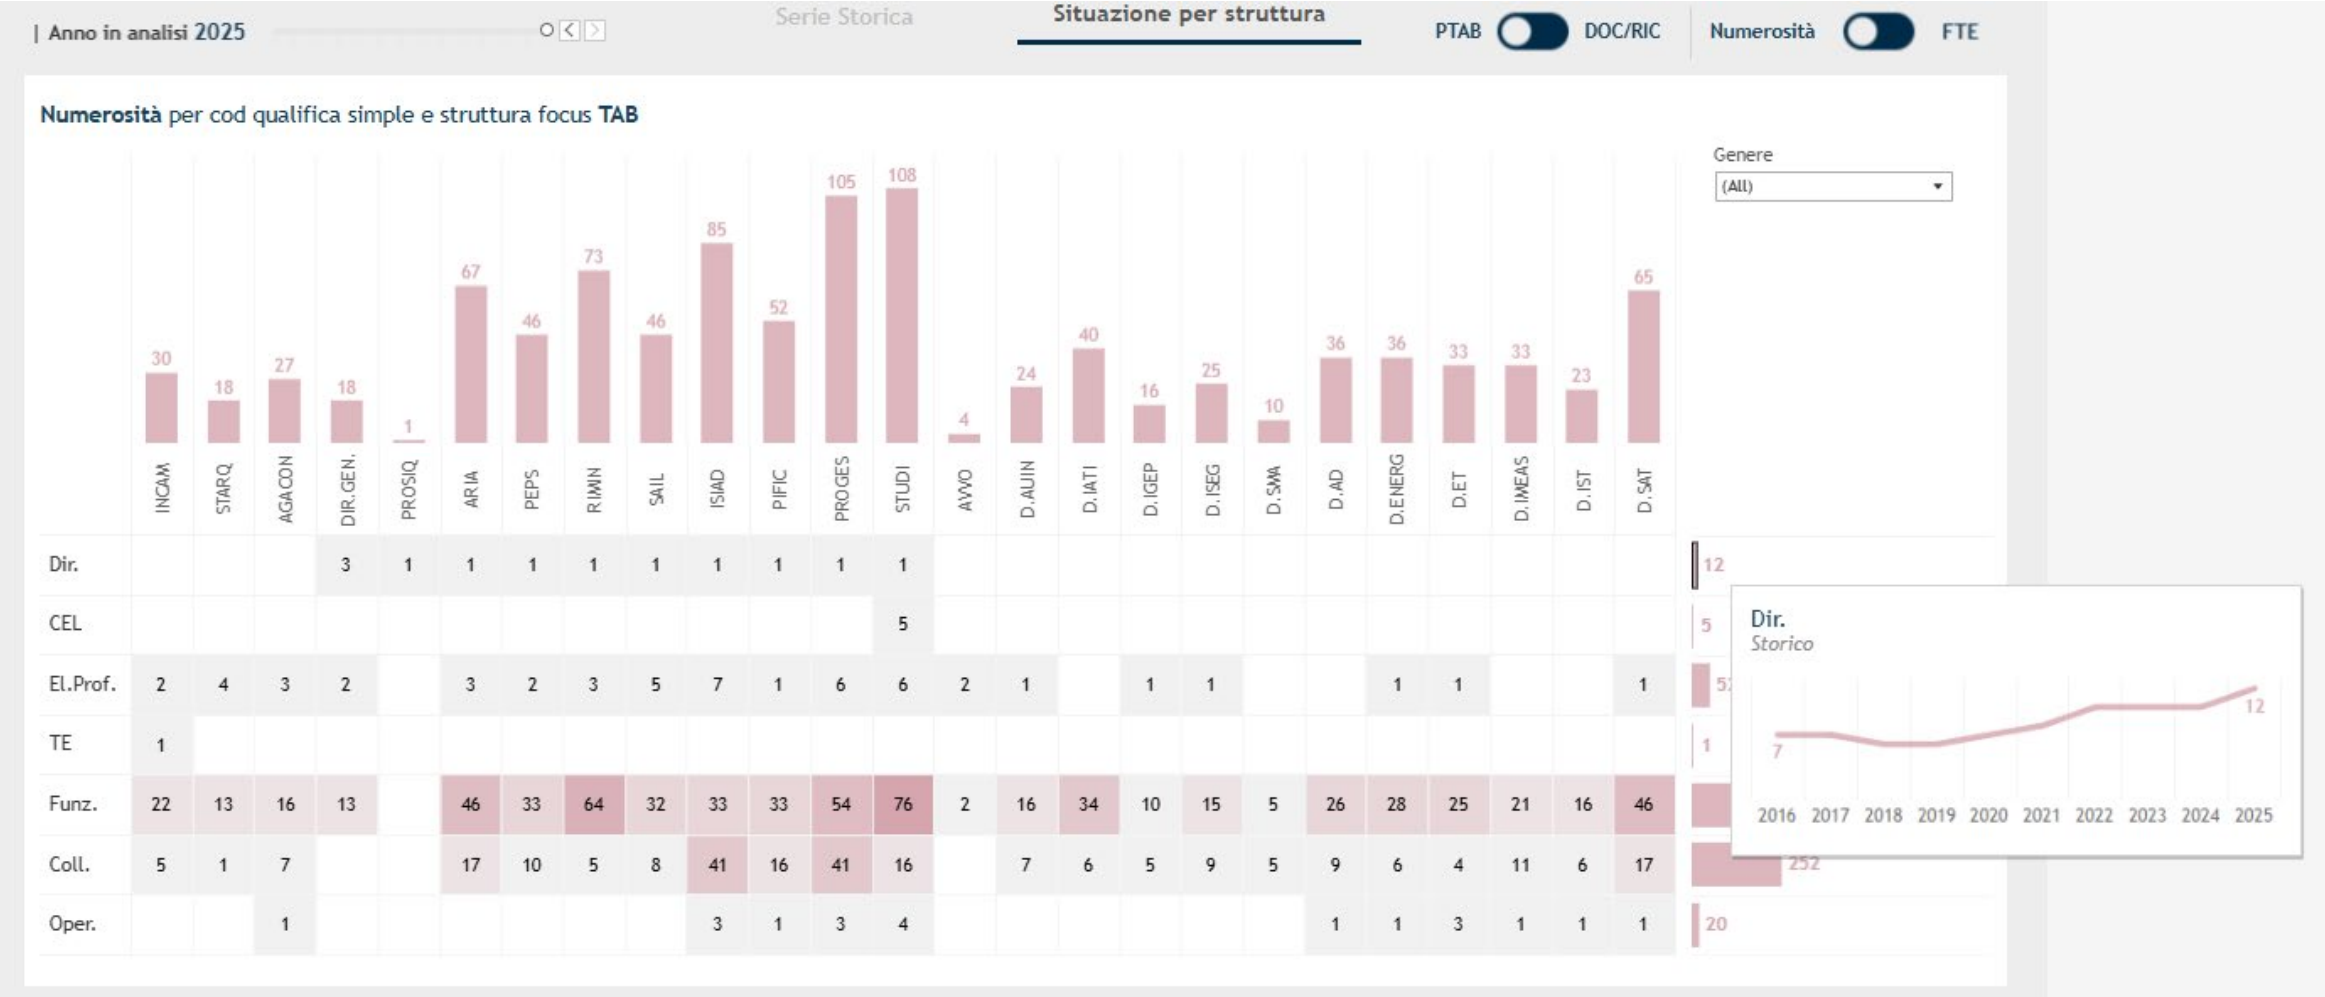 | Anno in analisi 2025
Serie Storica
Situazione per struttura
PTAB DOC/RIC
Numerosità FTE
Numerosità per cod qualifica simple e struttura focus TAB
Genere
(All)
30 18 27 18 1 67 46 73 46 85 52 105 108 4 24 40 16 25 10 36 36 33 33 23 65
INCAM STARQ AGACON DIR.GEN. PROSIQ ARIA PEPS RIMIN SAIL ISIAD PIFIC PROGES STUDI AVVO D.AUIN D.IATI D.IGEP D.ISEG D.SMA D.AD D.ENERG D.ET D.IMEAS D.IST D.SAT
Dir. 3 1 1 1 1 1 1 1 1 1 12
CEL 5 5
El.Prof. 2 4 3 2 3 2 3 5 7 1 6 6 2 1 1 1 1 1 1
TE 1 1
Funz. 22 13 16 13 46 33 64 32 33 33 54 76 2 16 34 10 15 5 26 28 25 21 16 46
Coll. 5 1 7 17 10 5 8 41 16 41 16 7 6 5 9 5 9 6 4 11 6 17 252
Oper. 1 3 1 3 4 1 1 3 1 1 1 20
Dir.
Storico
7 12
2016 2017 2018 2019 2020 2021 2022 2023 2024 2025